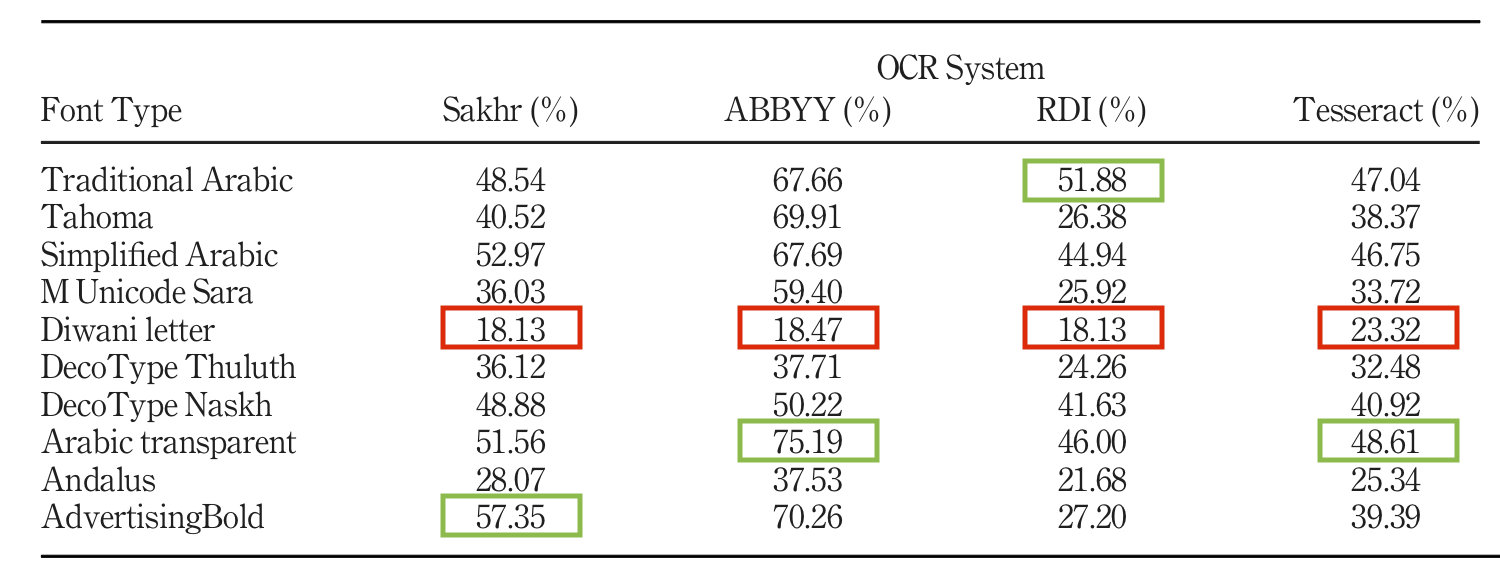 OCR System
Font Type Sakhr (%) ABBYY (%) RDI (%) Tesseract (%)
Traditional Arabic 48.54 67.66 51.88 47.04
Tahoma 40.52 69.91 26.38 38.37
Simplified Arabic 52.97 67.69 44.94 46.75
M Unicode Sara 36.03 59.40 25.92 33.72
Diwani letter 18.13 18.47 18.13 23.32
DecoType Thuluth 36.12 37.71 24.26 32.48
DecoType Naskh 48.88 50.22 41.63 40.92
Arabic transparent 51.56 75.19 46.00 48.61
Andalus 28.07 37.53 21.68 25.34
AdvertisingBold 57.35 70.26 27.20 39.39